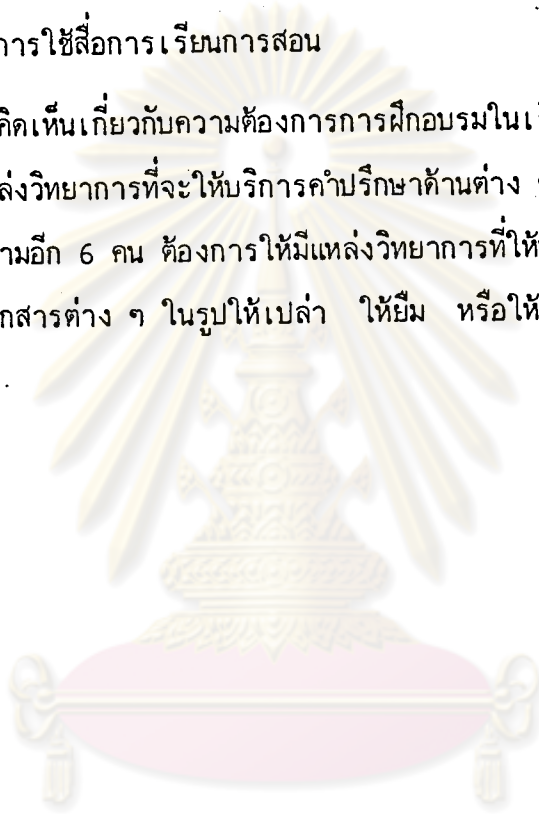 การใช้สื่อการเรียนการสอน
คิดเห็นเกี่ยวกับความต้องการการฝึกอบรมในเ
ล่งวิทยาการที่จะให้บริการคำปรึกษาด้านต่าง
ามอีก 6 คน ต้องการให้มีแหล่งวิทยาการที่ให้
กสารต่าง ๆ ในรูปให้เปล่า ให้ยืม หรือให้